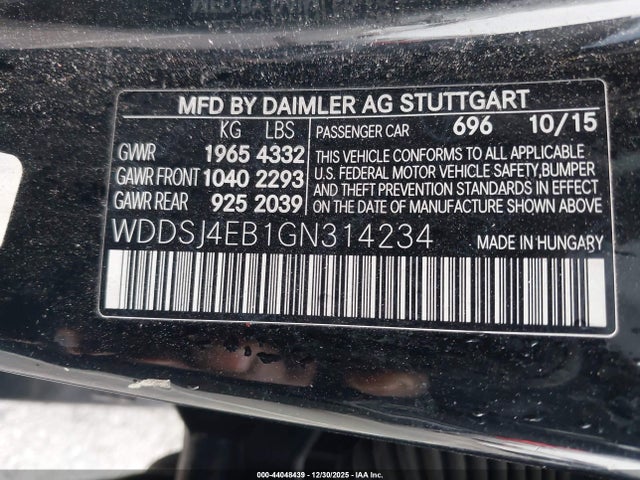 MFD BY DAIMLER AG STUTTGART
KG LBS PASSENGER CAR 696 10/15
GVWR 1965 4332 THIS VEHICLE CONFORMS TO ALL APPLICABLE
U.S. FEDERAL MOTOR VEHICLE SAFETY,BUMPER
GAWR FRONT 1040 2293 AND THEFT PREVENTION STANDARDS IN EFFECT
ON THE DATE OF MANUFACTURE SHOWN ABOVE.
GAWR REAR 925 2039
WDDSJ4EB1GN314234 MADE IN HUNGARY
000-44048439 - 12/30/2025 - IAA Inc.